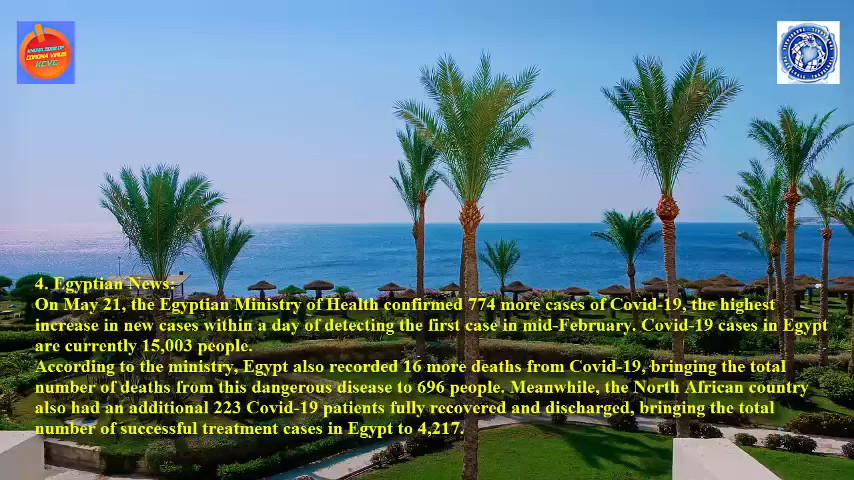 KNOWLEDGE OF
CORONA VIRUS
KCVC
4. Egyptian News:
On May 21, the Egyptian Ministry of Health confirmed 774 more cases of Covid-19, the highest
increase in new cases within a day of detecting the first case in mid-February. Covid-19 cases in Egypt
are currently 15,003 people.
According to the ministry, Egypt also recorded 16 more deaths from Covid-19, bringing the total
number of deaths from this dangerous disease to 696 people. Meanwhile, the North African country
also had an additional 223 Covid-19 patients fully recovered and discharged, bringing the total
number of successful treatment cases in Egypt to 4,217.